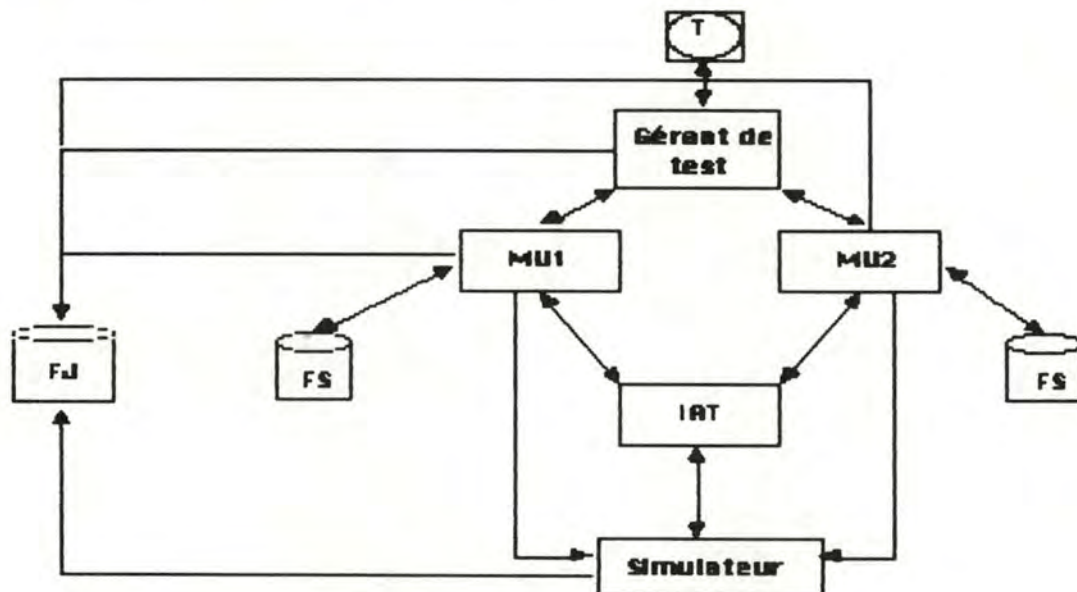 T
Gérant de
test
MU1
MU2
FJ
FS
FS
IAT
Simulateur